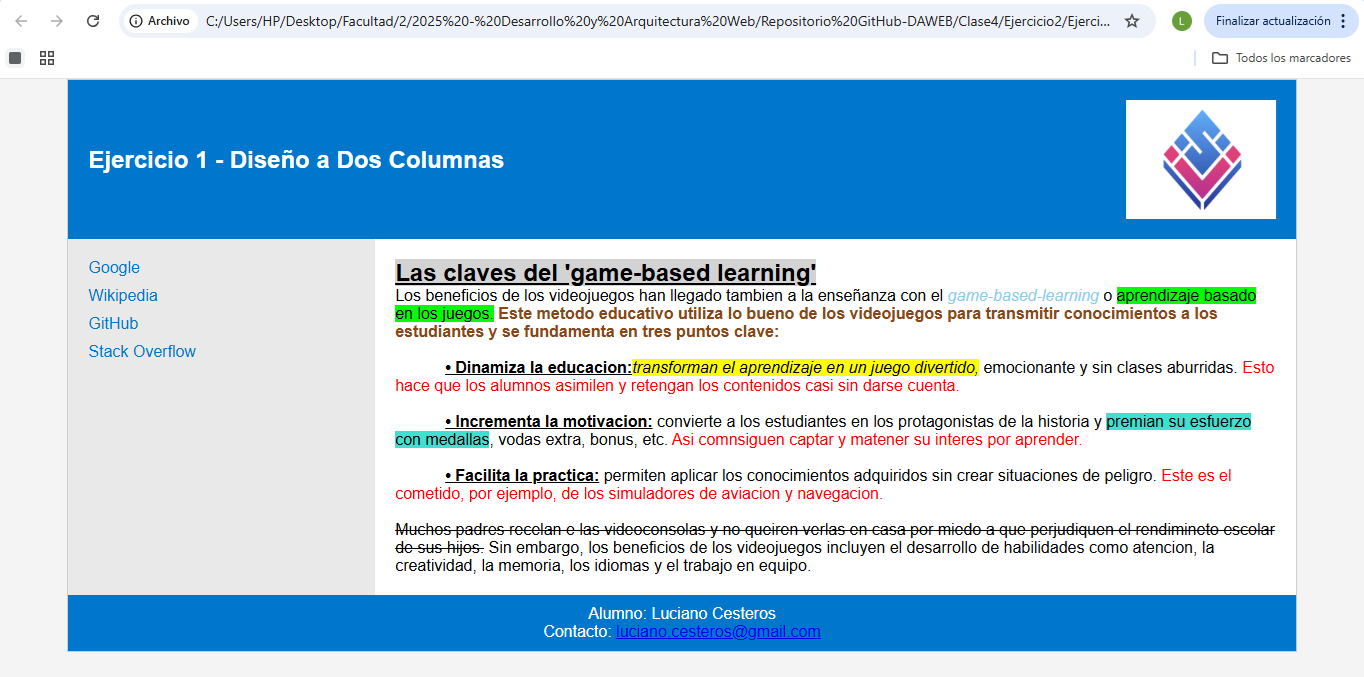 Archivo
C:/Users/HP/Desktop/Facultad/2/2025%20-%20Desarrollo%20y%20Arquitectura%20Web/Repositorio%20GitHub-DAWEB/Clase4/Ejercicio2/Ejerci...
L
Finalizar actualización
Todos los marcadores
Ejercicio 1 - Diseño a Dos Columnas
Google
Wikipedia
GitHub
Stack Overflow
Las claves del 'game-based learning'
Los beneficios de los videojuegos han llegado tambien a la enseñanza con el game-based-learning o aprendizaje basado
en los juegos. Este metodo educativo utiliza lo bueno de los videojuegos para transmitir conocimientos a los
estudiantes y se fundamenta en tres puntos clave:
• Dinamiza la educacion:transforman el aprendizaje en un juego divertido, emocionante y sin clases aburridas. Esto
hace que los alumnos asimilen y retengan los contenidos casi sin darse cuenta.
• Incrementa la motivacion: convierte a los estudiantes en los protagonistas de la historia y premian su esfuerzo
con medallas, vodas extra, bonus, etc. Asi comnsiguen captar y matener su interes por aprender.
• Facilita la practica: permiten aplicar los conocimientos adquiridos sin crear situaciones de peligro. Este es el
cometido, por ejemplo, de los simuladores de aviacion y navegacion.
Muchos padres recelan e las videoconsolas y no queiren verlas en casa por miedo a que perjudiquen el rendimineto escolar
de sus hijos. Sin embargo, los beneficios de los videojuegos incluyen el desarrollo de habilidades como atencion, la
creatividad, la memoria, los idiomas y el trabajo en equipo.
Alumno: Luciano Cesteros
Contacto: luciano.cesteros@gmail.com